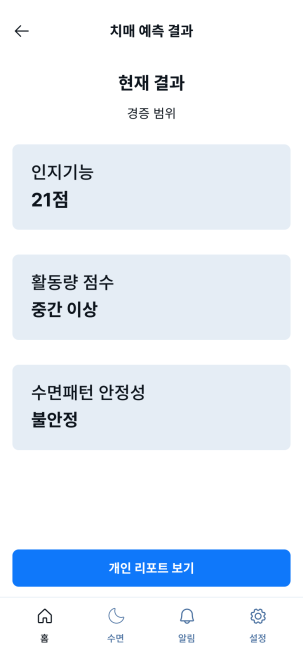 치매 예측 결과
현재 결과
경증 범위
인지기능
21점
활동량 점수
중간 이상
수면패턴 안정성
불안정
개인 리포트 보기
홈
수면
알림
설정